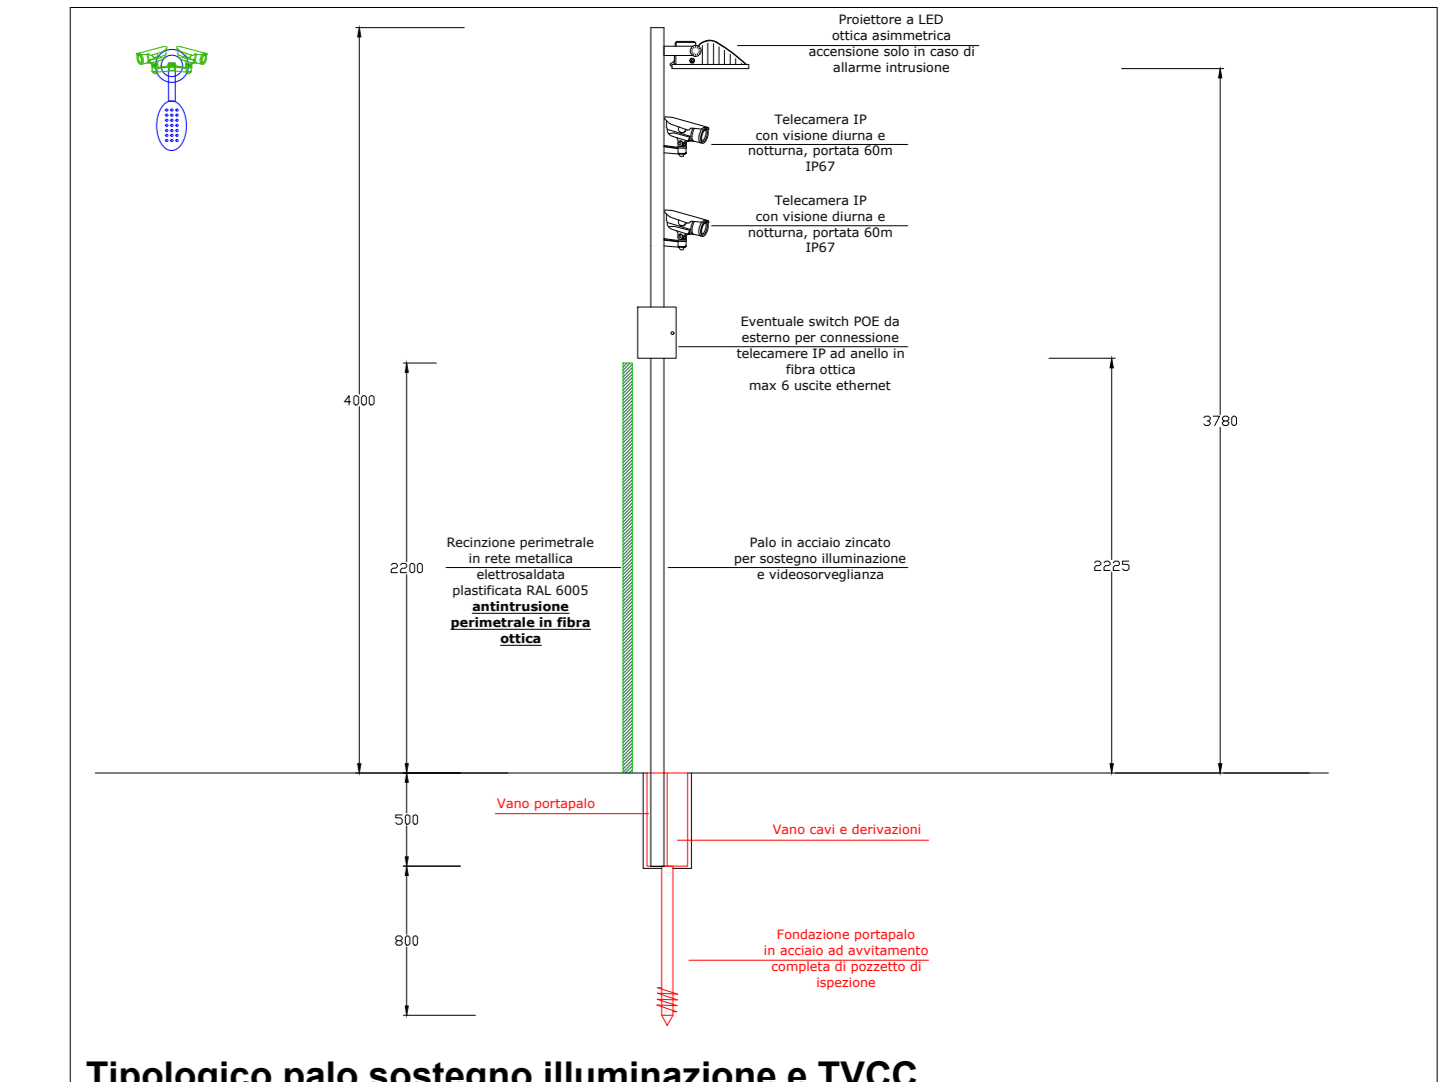 Proiettore a LED
ottica asimmetrica
accensione solo in caso di
allarme intrusione
Telecamera IP
con visione diurna e
notturna, portata 60m
IP67
Telecamera IP
con visione diurna e
notturna, portata 60m
IP67
Eventuale switch POE da
esterno per connessione
telecamere IP ad anello in
fibra ottica
max 6 uscite ethernet
4000
3780
Recinzione perimetrale
in rete metallica
elettrosaldata
plastificata RAL 6005
antintrusione
perimetrale in fibra
ottica
2200
Palo in acciaio zincato
per sostegno illuminazione
e videosorveglianza
2225
Vano portapalo
500
Vano cavi e derivazioni
800
Fondazione portapalo
in acciaio ad avvitamento
completa di pozzetto di
ispezione
Tipologico palo sostegno illuminazione e TVCC